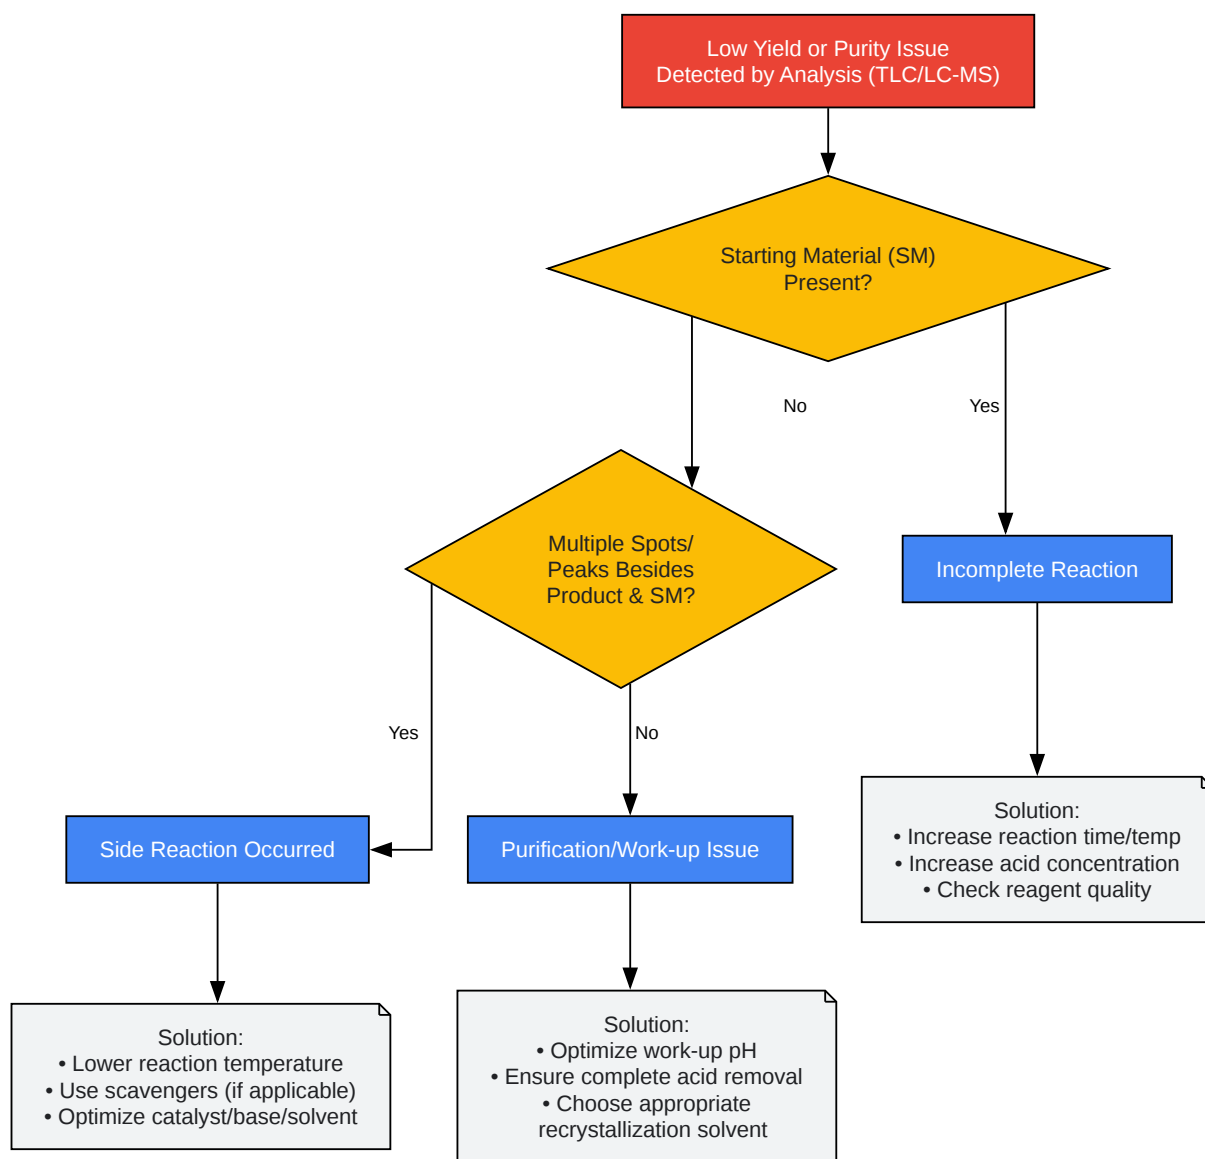 Low Yield or Purity Issue
Detected by Analysis (TLC/LC-MS)
Starting Material (SM)
Present?
No
Yes
Multiple Spots/
Peaks Besides
Product & SM?
Incomplete Reaction
Yes
No
Solution:
• Increase reaction time/temp
• Increase acid concentration
• Check reagent quality
Side Reaction Occurred
Purification/Work-up Issue
Solution:
• Lower reaction temperature
• Use scavengers (if applicable)
• Optimize catalyst/base/solvent
Solution:
• Optimize work-up pH
• Ensure complete acid removal
• Choose appropriate
recrystallization solvent